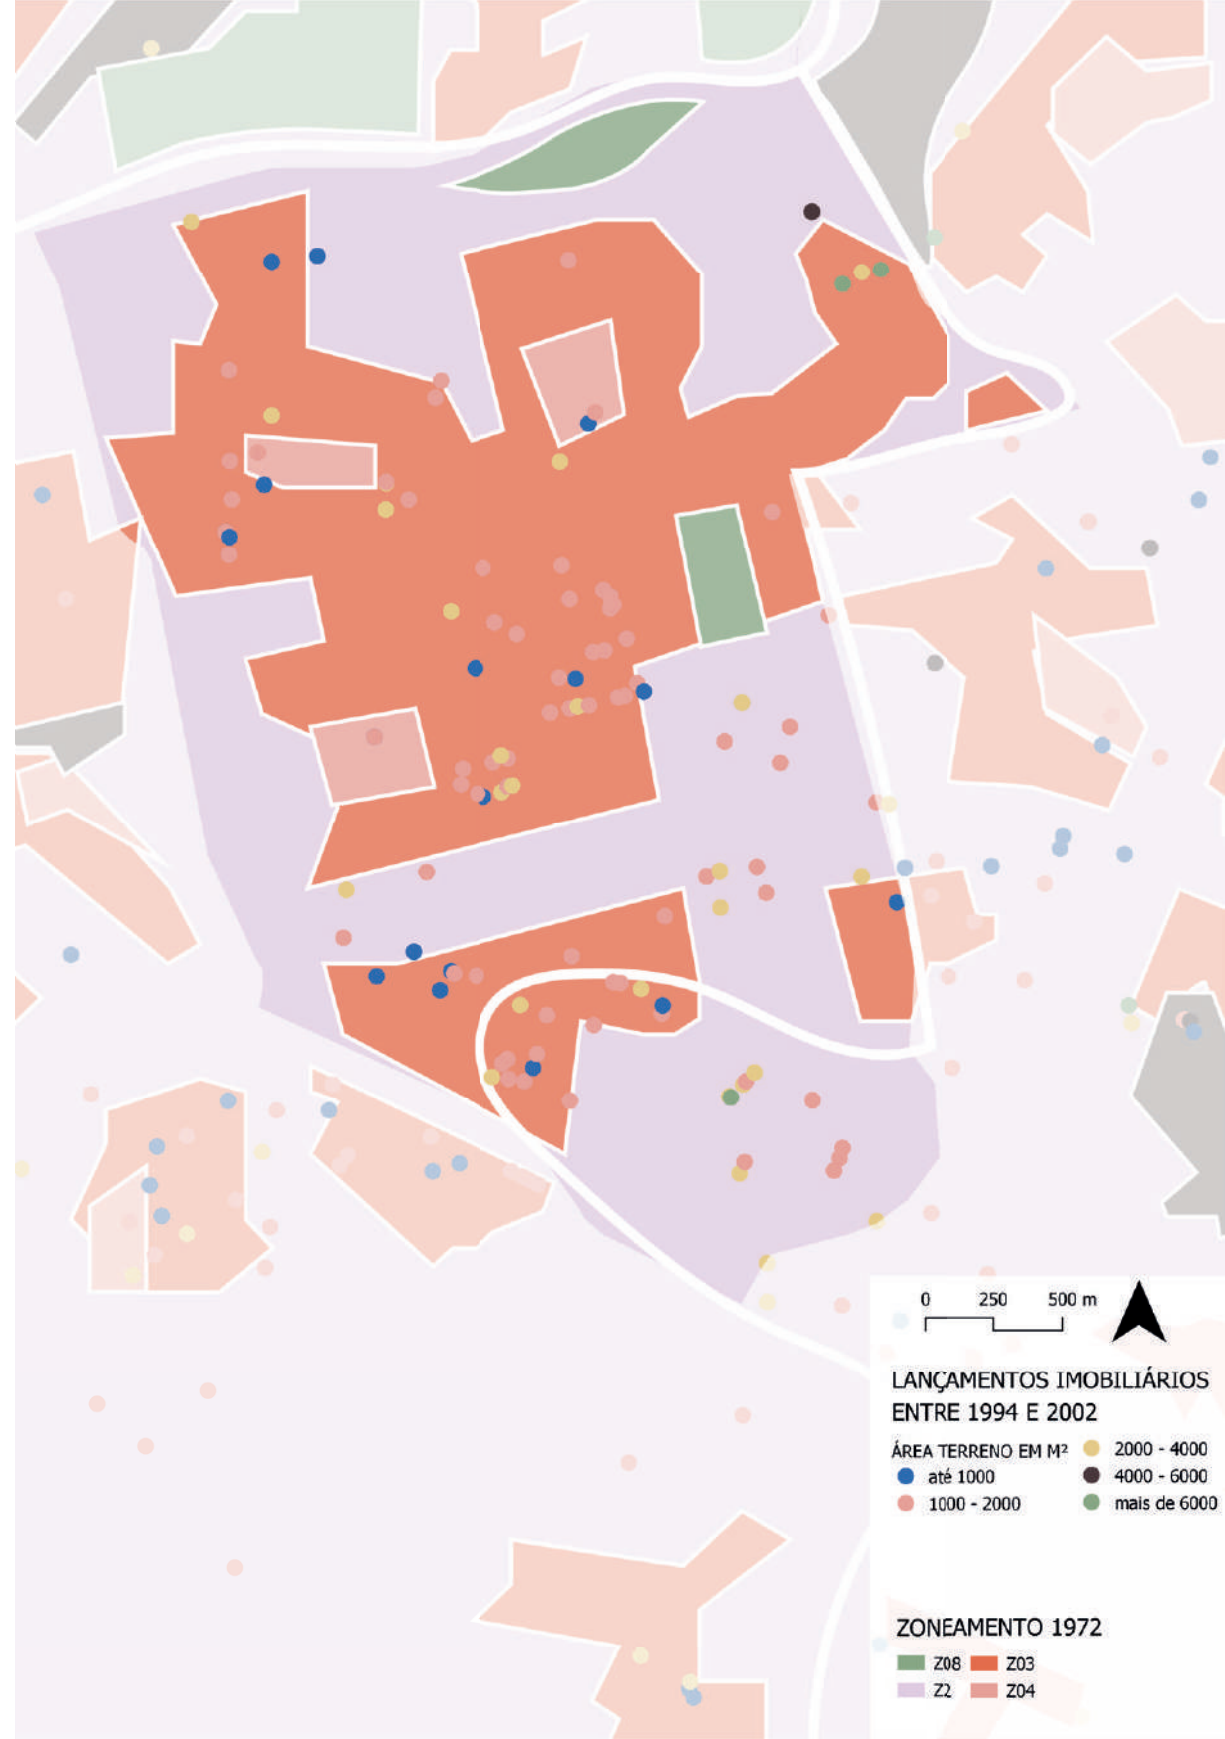 0 250 500 m
LANÇAMENTOS IMOBILIÁRIOS
ENTRE 1994 E 2002
ÁREA TERRENO EM M²
até 1000
1000 - 2000
2000 - 4000
4000 - 6000
mais de 6000
ZONEAMENTO 1972
Z08 Z03
Z2 Z04